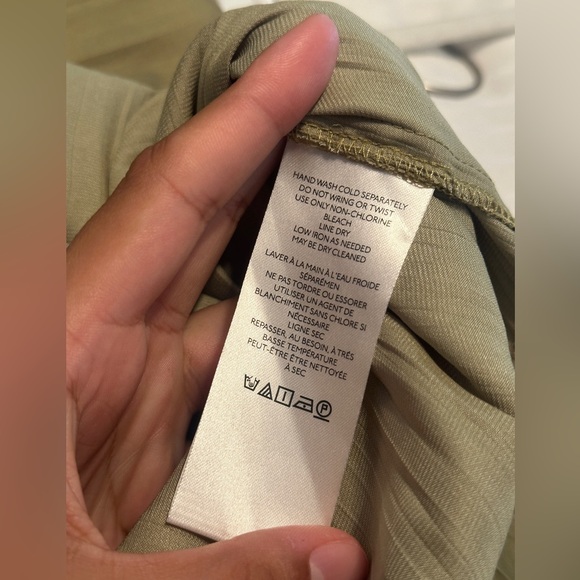 HAND WASH COLD SEPARATELY
DO NOT WRING OR TWIST
USE ONLY NON-CHLORINE
BLEACH
LINE DRY
LOW IRON AS NEEDED
MAY BE DRY CLEANED
LAVER À LA MAIN À L'EAU FROIDE
SÉPARÉMEN
NE PAS TORDRE OU ESSORER
UTILISER UN AGENT DE
BLANCHIMENT SANS CHLORE SI
NÉCESSAIRE
LIGNE SEC
REPASSER, AU BESOIN, À TRÈS
BASSE TEMPÉRATURE
PEUT-ÊTRE ÊTRE NETTOYÉE
À SEC
P